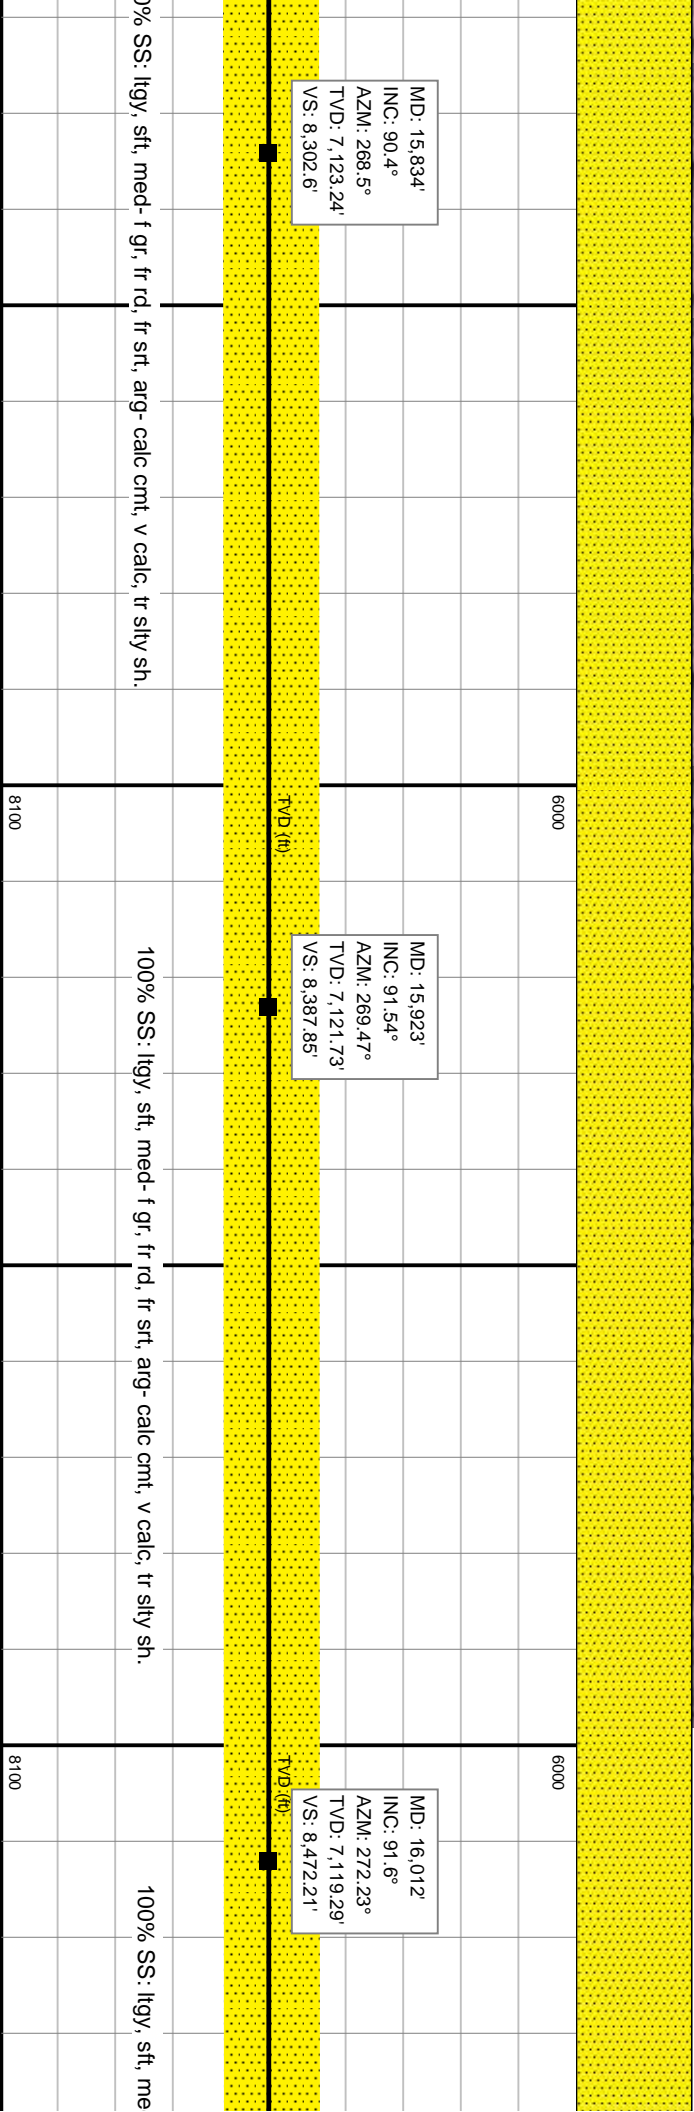 MD: 15,834'
INC: 90.4°
AZM: 268.5°
TVD: 7,123.24'
VS: 8,302.6'
0% SS: ltgy, sft, med- f gr, fr rd, fr srt, arg- calc cmt, v calc, tr slty sh.
6000
TVD (ft)
8100
MD: 15,923'
INC: 91.54°
AZM: 269.47°
TVD: 7,121.73'
VS: 8,387.85'
100% SS: ltgy, sft, med- f gr, fr rd, fr srt, arg- calc cmt, v calc, tr slty sh.
6000
TVD (ft)
8100
MD: 16,012'
INC: 91.6°
AZM: 272.23°
TVD: 7,119.29'
VS: 8,472.21'
100% SS: ltgy, sft, me